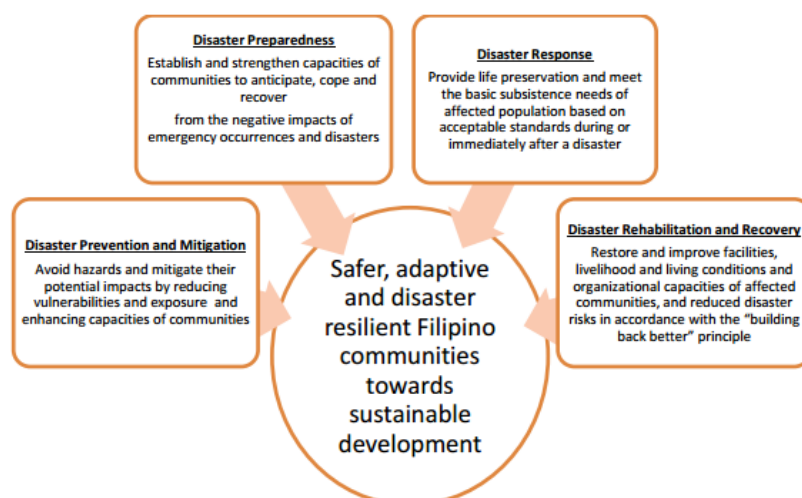 Disaster Preparedness
Establish and strengthen capacities of
communities to anticipate, cope and
recover
from the negative impacts of
emergency occurrences and disasters
Disaster Response
Provide life preservation and meet
the basic subsistence needs of
affected population based on
acceptable standards during or
immediately after a disaster
Disaster Prevention and Mitigation
Avoid hazards and mitigate their
potential impacts by reducing
vulnerabilities and exposure and
enhancing capacities of communities
Safer, adaptive
and disaster
resilient Filipino
communities
towards
sustainable
development
Disaster Rehabilitation and Recovery
Restore and improve facilities,
livelihood and living conditions and
organizational capacities of affected
communities, and reduced disaster
risks in accordance with the “building
back better” principle